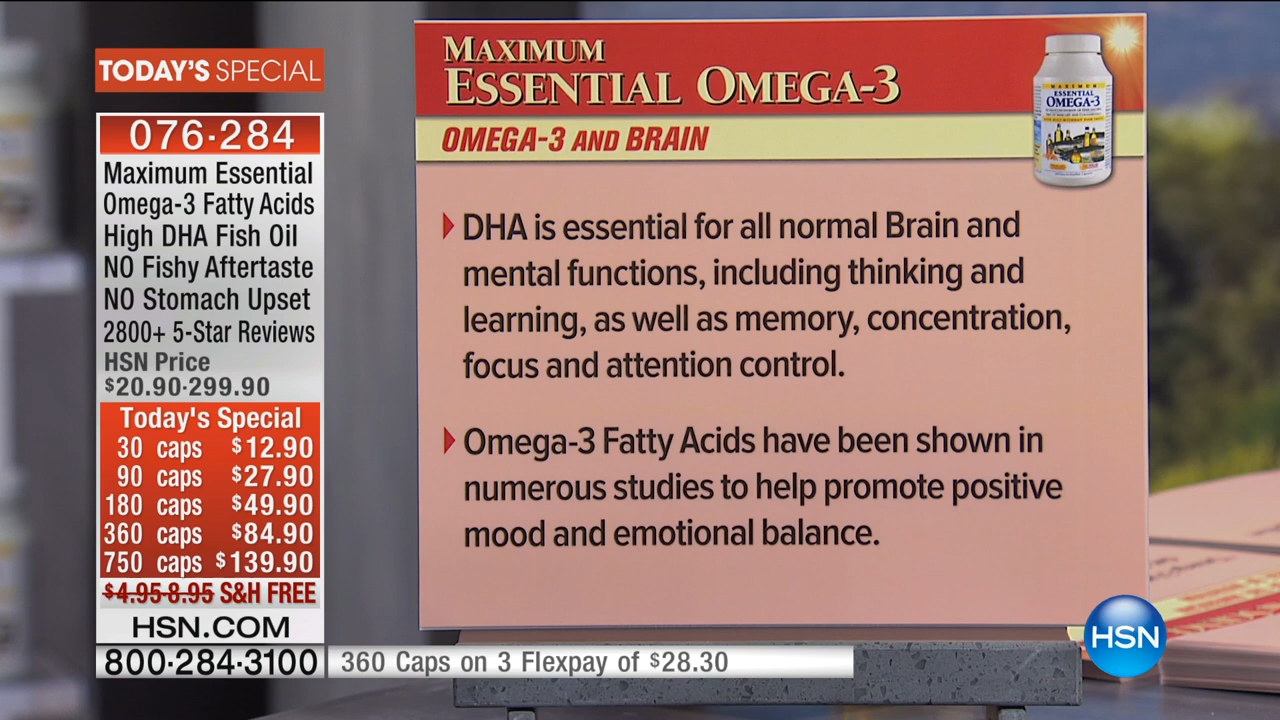 TODAY'S SPECIAL
076·284
Maximum Essential
Omega-3 Fatty Acids
High DHA Fish Oil
NO Fishy Aftertaste
NO Stomach Upset
2800+ 5-Star Reviews
HSN Price
$20.90-299.90
Today's Special
30 caps $12.90
90 caps $27.90
180 caps $49.90
360 caps $84.90
750 caps $139.90
$4.95-8.95 S&H FREE
HSN.COM
800·284·3100
360 Caps on 3 Flexpay of $28.30
MAXIMUM
ESSENTIAL OMEGA-3
OMEGA-3 AND BRAIN
MAXIMUM
ESSENTIAL
OMEGA-3
DHA is essential for all normal Brain and
mental functions, including thinking and
learning, as well as memory, concentration,
focus and attention control.
Omega-3 Fatty Acids have been shown in
numerous studies to help promote positive
mood and emotional balance.
HSN